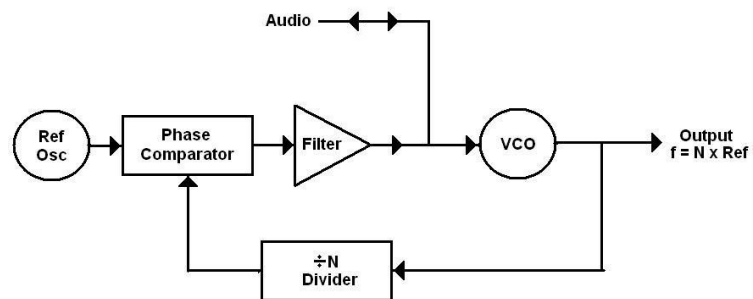 Audio
Ref
Osc
Phase
Comparator
Filter
VCO
Output
f = N x Ref
÷N
Divider